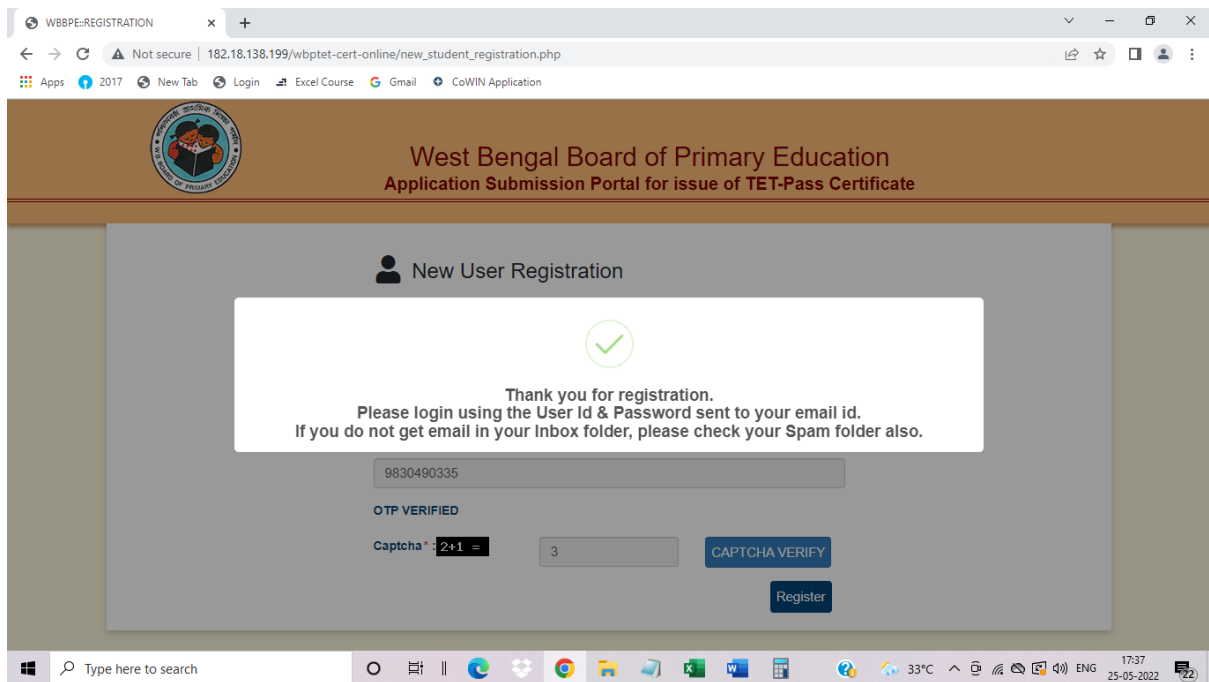 WBBPE::REGISTRATION
Not secure | 182.18.138.199/wbptet-cert-online/new_student_registration.php
Apps 2017 New Tab Login Excel Course Gmail CoWIN Application
West Bengal Board of Primary Education
Application Submission Portal for issue of TET-Pass Certificate
W B BOARD OF PRIMARY EDUCATION
New User Registration
Thank you for registration.
Please login using the User Id & Password sent to your email id.
If you do not get email in your Inbox folder, please check your Spam folder also.
9830490335
OTP VERIFIED
Captcha* : 2+1 = 3 CAPTCHA VERIFY
Register
Type here to search 33°C ENG 17:37
25-05-2022 22